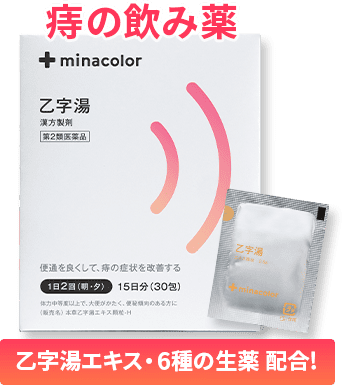 痔の飲み薬
minacolor
乙字湯
漢方製剤
第2類医薬品
便通を良くして、痔の症状を改善する
1日2回(朝・夕) 15日分(30包)
体力中等度以上で、大便がかたく、便秘傾向のある方に
(販売名) 本草乙字湯エキス顆粒-H
乙字湯
minacolor
乙字湯エキス・6種の生薬 配合!